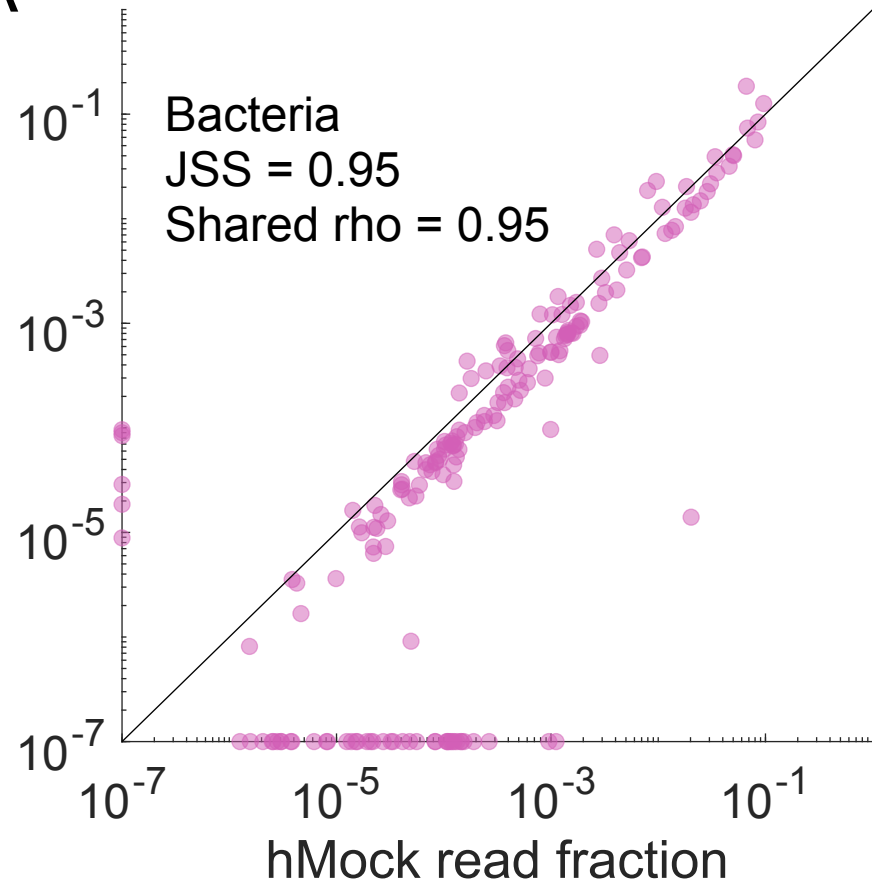 Bacteria
JSS = 0.95
Shared rho = 0.95
10^-1
10^-3
10^-5
10^-7
10^-7 10^-5 10^-3 10^-1
hMock read fraction